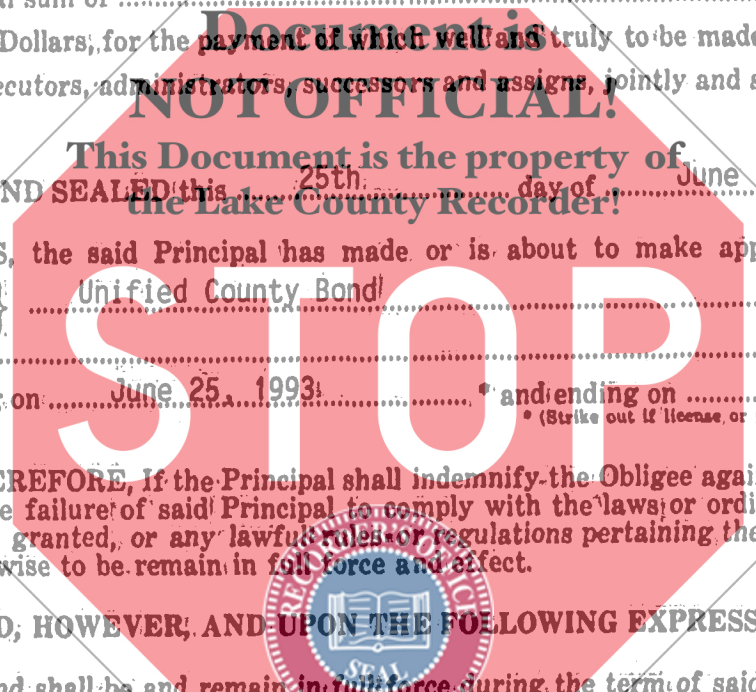 al sum of
Document is
Dollars, for the payment of which well and truly to be made
ecutors, administrators, successors and assigns, jointly and s
NOT OFFICIAL!
This Document is the property of
ND SEALED this 25th day of June
the Lake County Recorder!
S, the said Principal has made or is about to make app
Unified County Bond
STOP
on June 25, 1993 * and ending on
* (Strike out if license, or
EREFORE, If the Principal shall indemnify the Obligee agai
e failure of said Principal to comply with the laws or ordi
granted, or any lawful rules or regulations pertaining the
wise to be remain in full force and effect.
RECORDER'S OFFICE
D, HOWEVER, AND UPON THE FOLLOWING EXPRESS
SEAL
nd shall be and remain in full force during the term of said